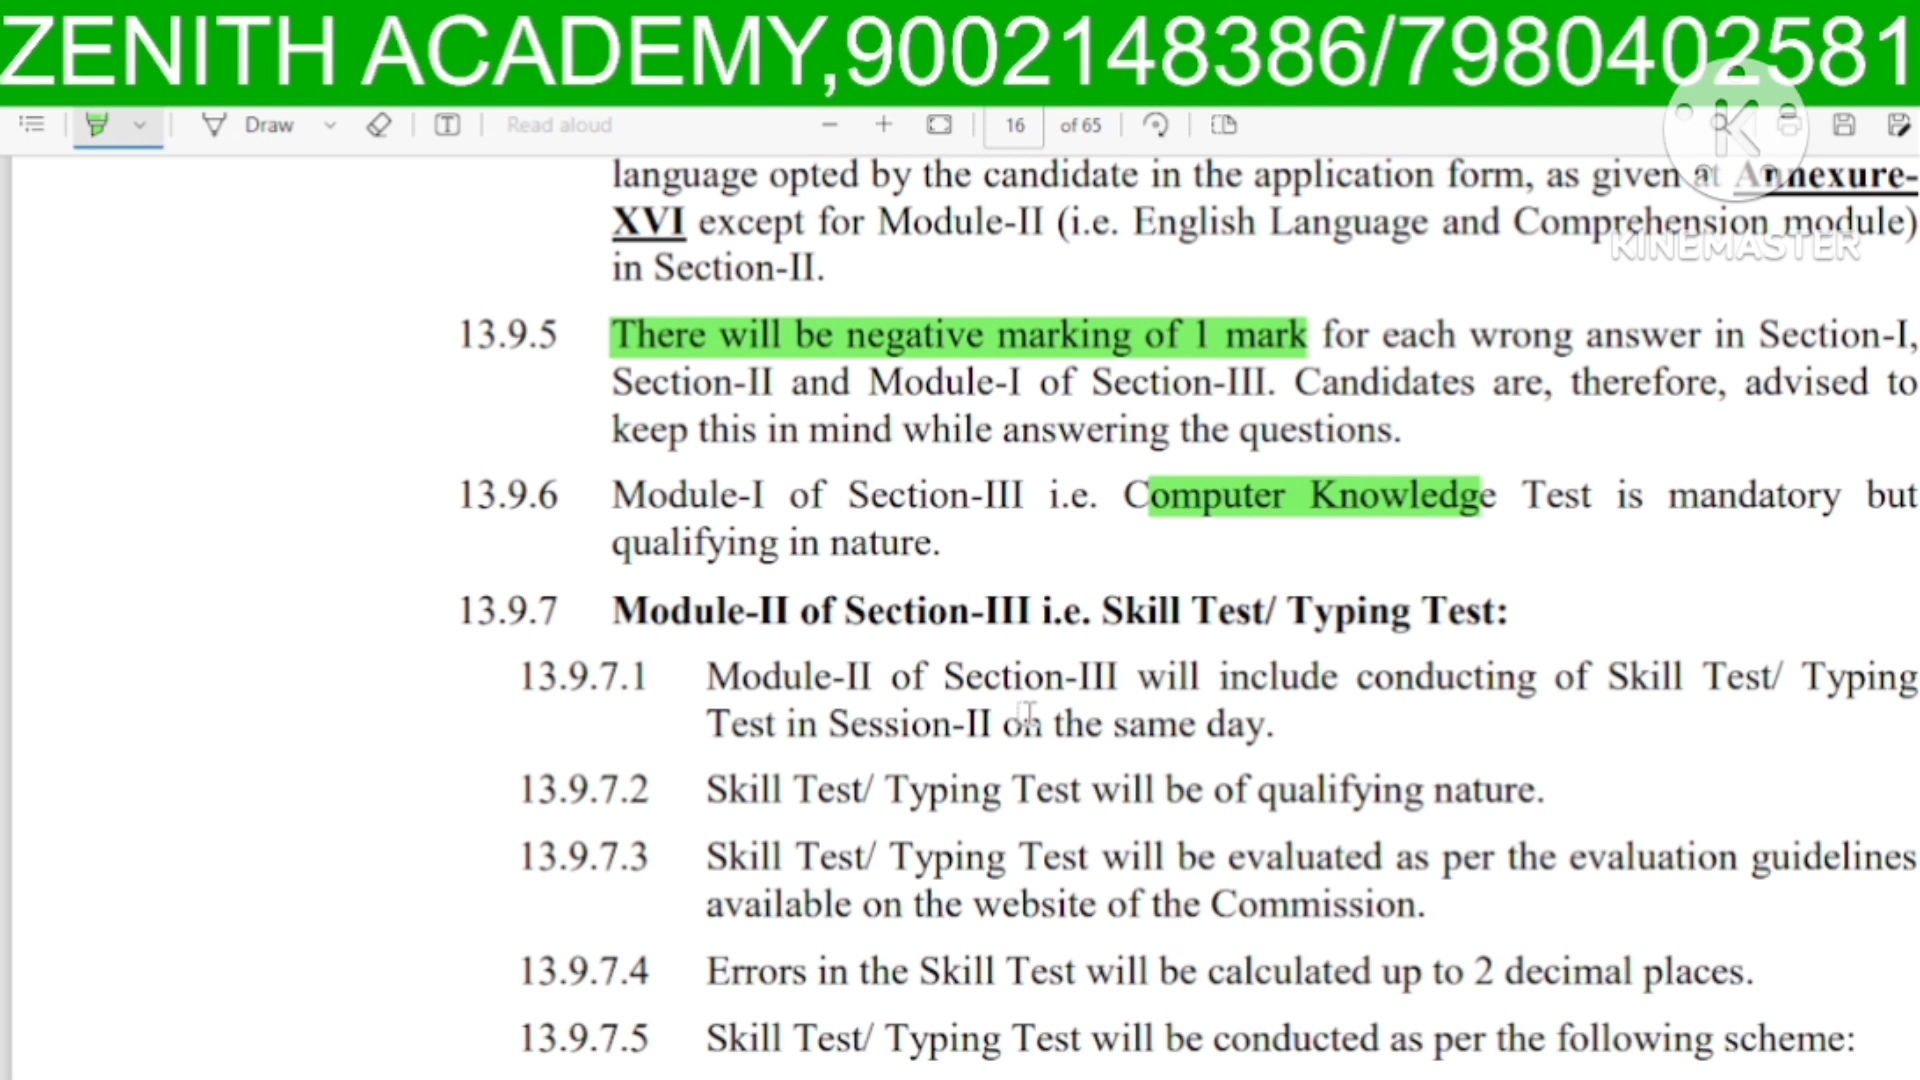 ZENITH ACADEMY,9002148386/7980402581
Draw Read aloud 16 of 65
language opted by the candidate in the application form, as given at Annexure-
XVI except for Module-II (i.e. English Language and Comprehension module)
KINEMASTER
in Section-II.
13.9.5 There will be negative marking of 1 mark for each wrong answer in Section-I,
Section-II and Module-I of Section-III. Candidates are, therefore, advised to
keep this in mind while answering the questions.
13.9.6 Module-I of Section-III i.e. Computer Knowledge Test is mandatory but
qualifying in nature.
13.9.7 Module-II of Section-III i.e. Skill Test/ Typing Test:
13.9.7.1 Module-II of Section-III will include conducting of Skill Test/ Typing
Test in Session-II on the same day.
13.9.7.2 Skill Test/ Typing Test will be of qualifying nature.
13.9.7.3 Skill Test/ Typing Test will be evaluated as per the evaluation guidelines
available on the website of the Commission.
13.9.7.4 Errors in the Skill Test will be calculated up to 2 decimal places.
13.9.7.5 Skill Test/ Typing Test will be conducted as per the following scheme: